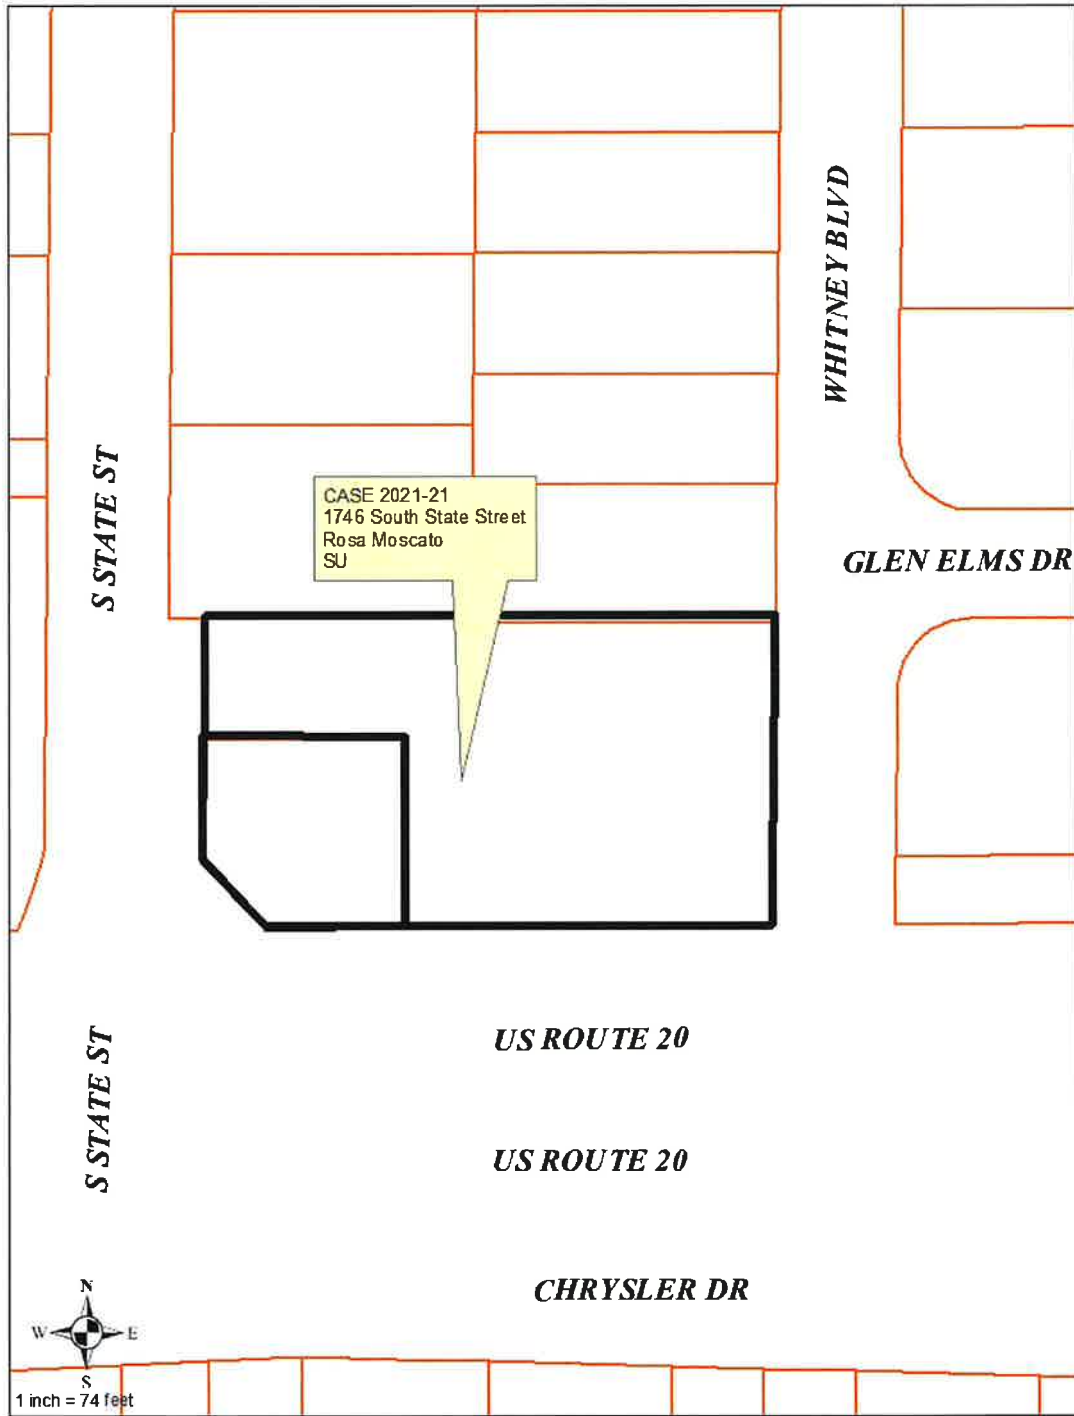 WHITNEY BLVD
S STATE ST
CASE 2021-21
1746 South State Street
Rosa Moscato
SU
GLEN ELMS DR
US ROUTE 20
S STATE ST
US ROUTE 20
CHRYSLER DR
N
W E
S
1 inch = 74 feet